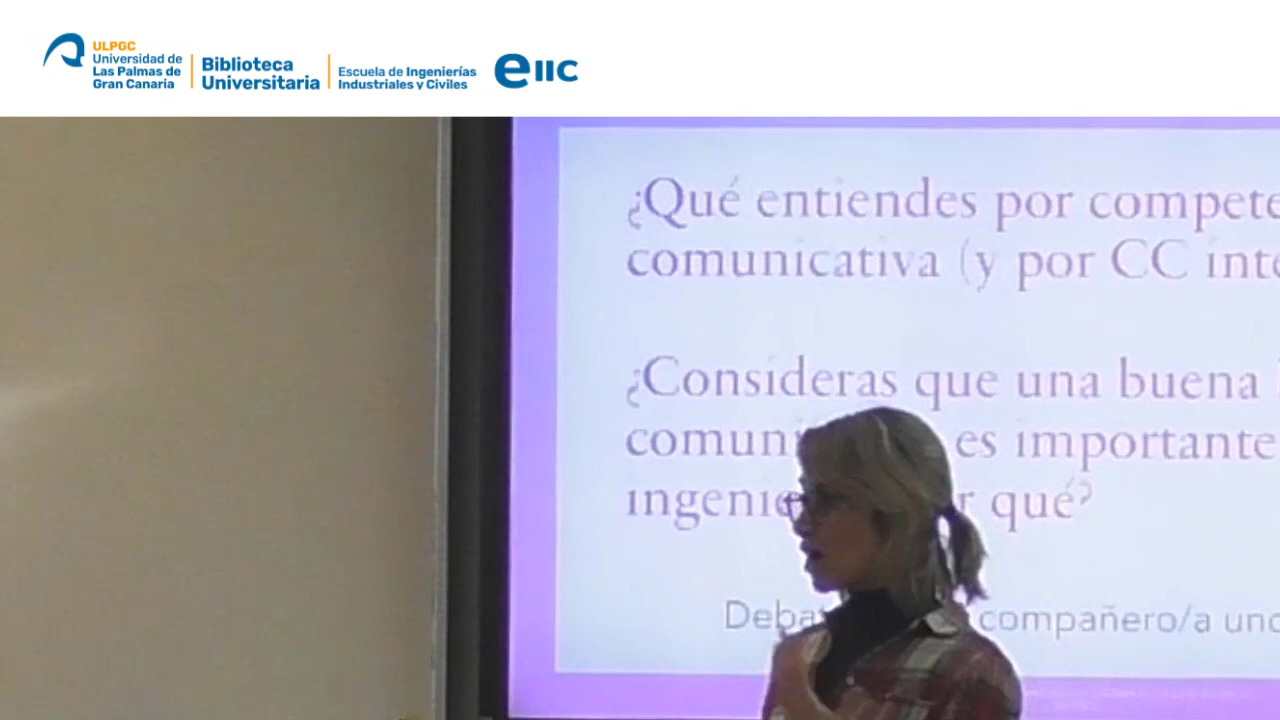 ULPGC
Universidad de
Las Palmas de
Gran Canaria
Biblioteca
Universitaria
Escuela de Ingenierías
Industriales y Civiles
eiic
¿Qué entiendes por compete
comunicativa (y por CC inte
¿Consideras que una buena
comuni es importante
ingenie r qué?
Deba compañero/a uno